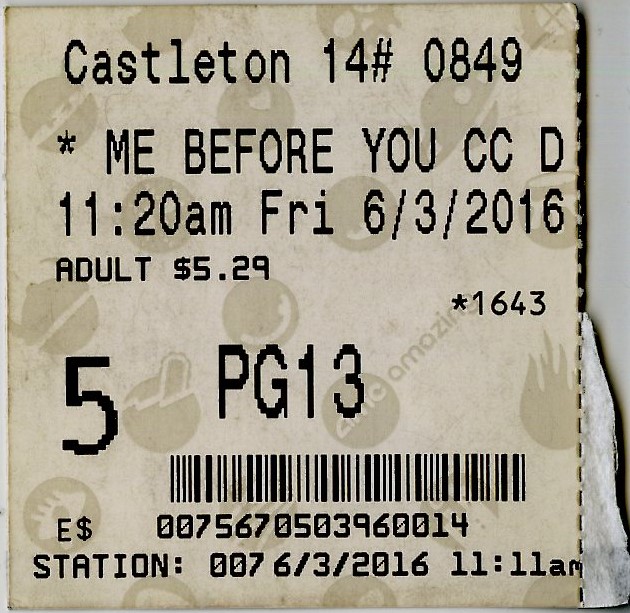 Castleton 14# 0849
* ME BEFORE YOU CC D
11:20am Fri 6/3/2016
ADULT $5.29
*1643
5 PG13
amc amazing
E$ 0075670503960014
STATION: 007 6/3/2016 11:11am